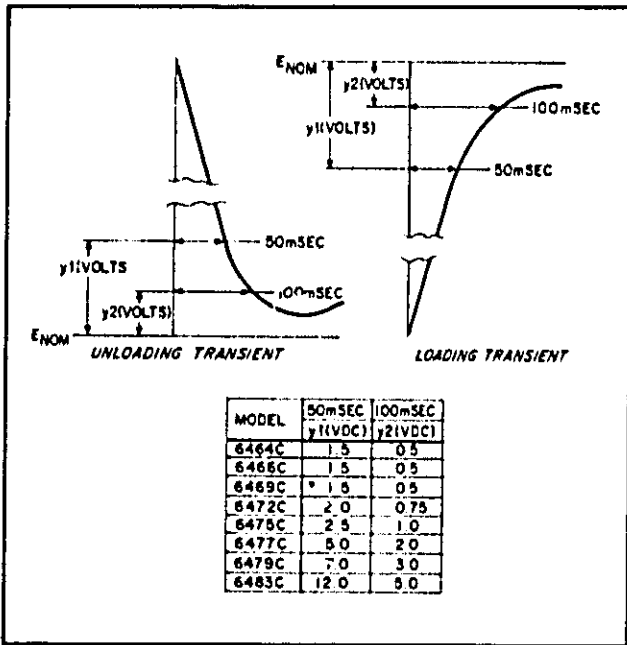 ENOM
y2(VOLTS)
y1(VOLTS)
100mSEC
50mSEC
50mSEC
y1(VOLTS
y2(VOLTS)
100mSEC
ENOM
UNLOADING TRANSIENT
LOADING TRANSIENT
MODEL 50mSEC 100mSEC
y1(VDC) y2(VDC)
6464C 1.5 0.5
6466C 1.5 0.5
6469C 1.5 0.5
6472C 2.0 0.75
6475C 2.5 1.0
6477C 5.0 2.0
6479C 7.0 3.0
6483C 12.0 5.0